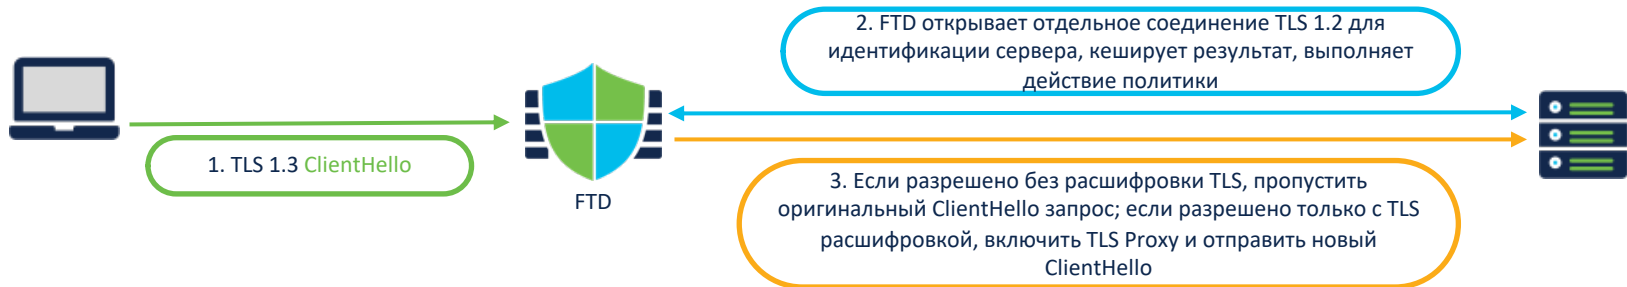 2. FTD открывает отдельное соединение TLS 1.2 для
идентификации сервера, кеширует результат, выполняет
действие политики
1. TLS 1.3 ClientHello
FTD
3. Если разрешено без расшифровки TLS, пропустить
оригинальный ClientHello запрос; если разрешено только с TLS
расшифровкой, включить TLS Proxy и отправить новый
ClientHello